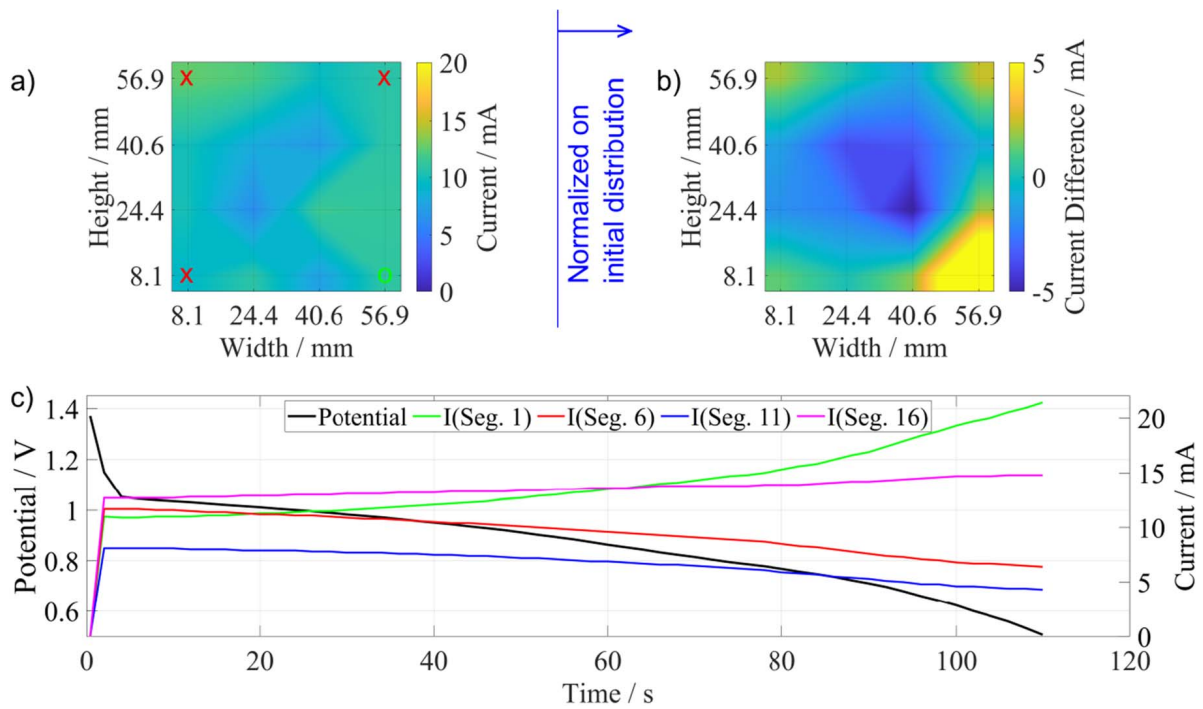 a)
X
X
X
O
56.9
40.6
24.4
8.1
Height / mm
8.1 24.4 40.6 56.9
Width / mm
20
15
10
5
0
Current / mA
Normalized on
initial distribution
b)
56.9
40.6
24.4
8.1
Height / mm
8.1 24.4 40.6 56.9
Width / mm
5
0
-5
Current Difference / mA
c)
Potential I(Seg. 1) I(Seg. 6) I(Seg. 11) I(Seg. 16)
1.4
1.2
1
0.8
0.6
Potential / V
20
15
10
5
0
Current / mA
0 20 40 60 80 100 120
Time / s